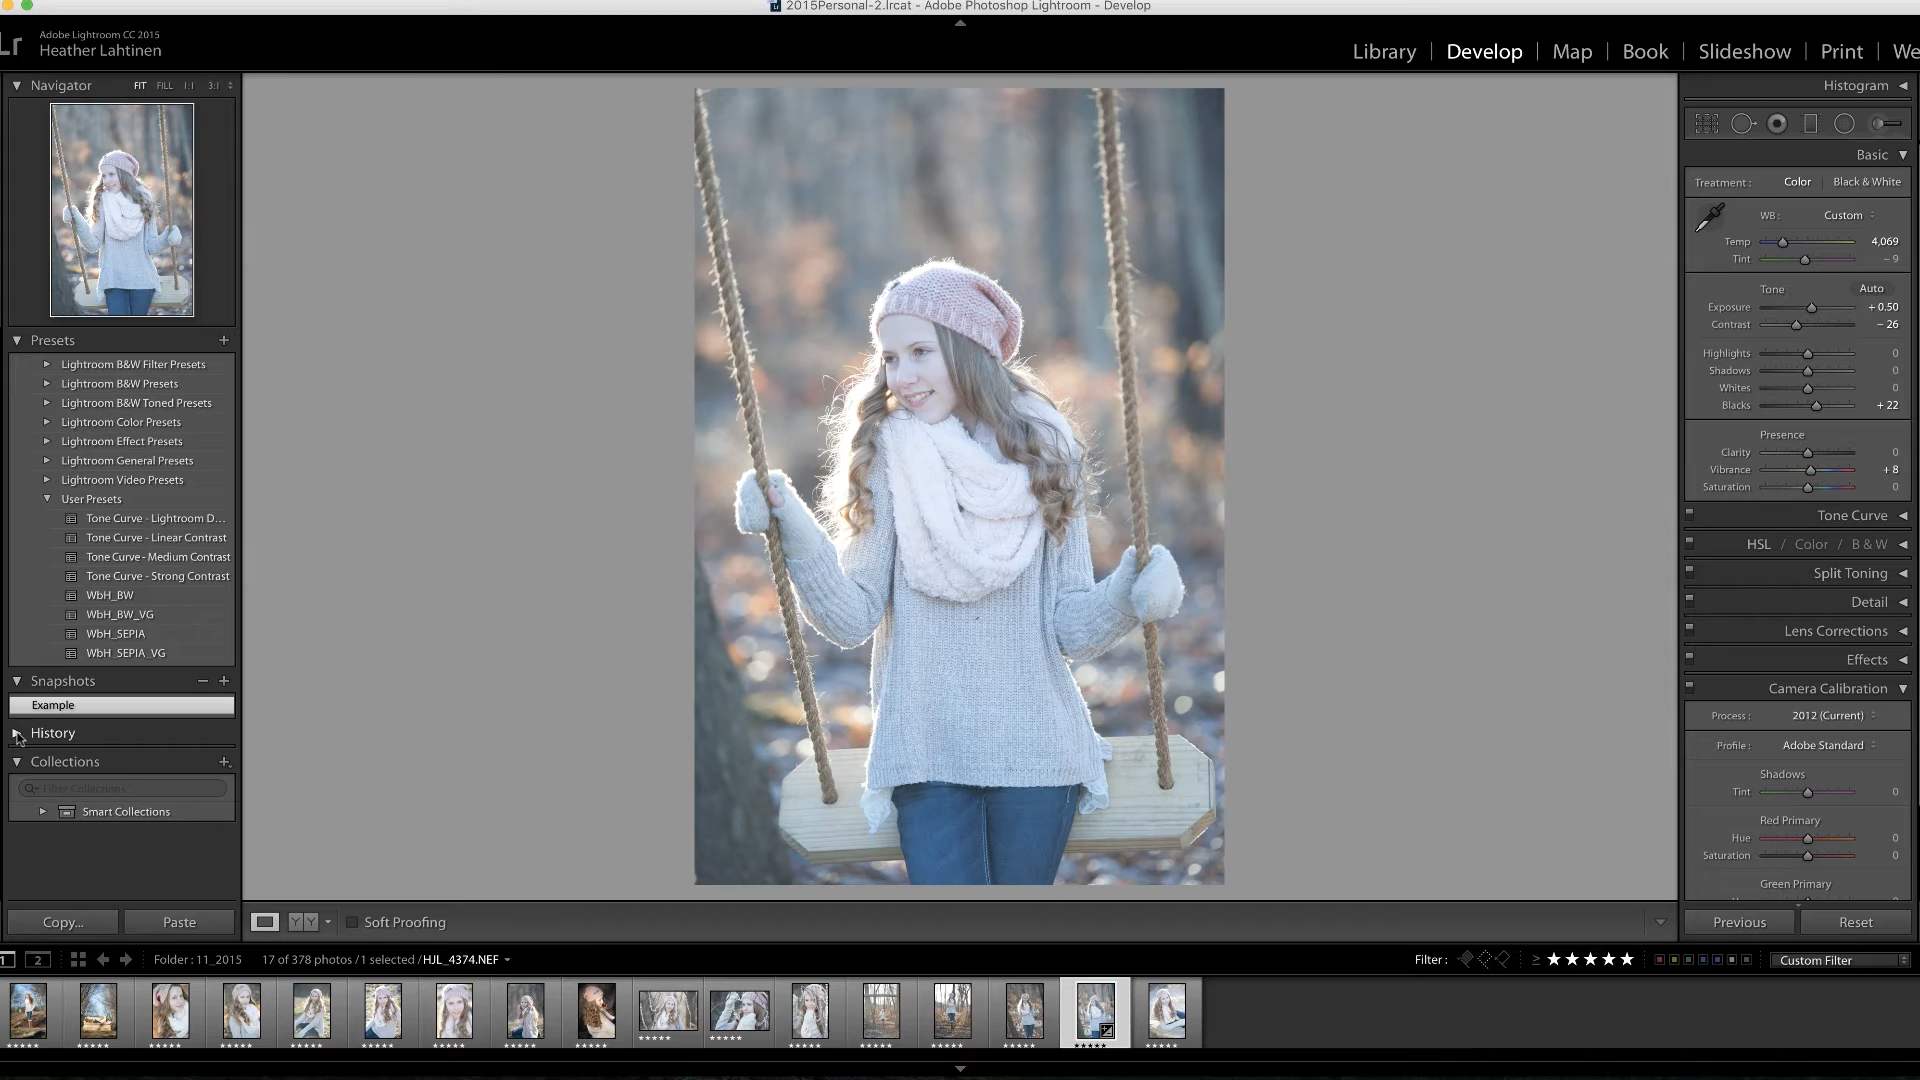 2015Personal-2.lrcat - Adobe Photoshop Lightroom - Develop
Lr
Adobe Lightroom CC 2015
Heather Lahtinen
Library | Develop | Map | Book | Slideshow | Print | We
Navigator FIT FILL 1:1 3:1
Presets
Lightroom B&W Filter Presets
Lightroom B&W Presets
Lightroom B&W Toned Presets
Lightroom Color Presets
Lightroom Effect Presets
Lightroom General Presets
Lightroom Video Presets
User Presets
Tone Curve - Lightroom D...
Tone Curve - Linear Contrast
Tone Curve - Medium Contrast
Tone Curve - Strong Contrast
WbH_BW
WbH_BW_VG
WbH_SEPIA
WbH_SEPIA_VG
Snapshots
Example
History
Collections
Filter Collections
Smart Collections
Copy... Paste
Y Y Soft Proofing
Histogram
Basic
Treatment : Color | Black & White
WB : Custom
Temp 4,069
Tint – 9
Tone Auto
Exposure + 0.50
Contrast – 26
Highlights 0
Shadows 0
Whites 0
Blacks + 22
Presence
Clarity 0
Vibrance + 8
Saturation 0
Tone Curve
HSL / Color / B & W
Split Toning
Detail
Lens Corrections
Effects
Camera Calibration
Process : 2012 (Current)
Profile : Adobe Standard
Shadows
Tint 0
Red Primary
Hue 0
Saturation 0
Green Primary
Previous Reset
1 2 Folder : 11_2015 17 of 378 photos / 1 selected / HJL_4374.NEF
Filter : ≥ ★★★★★ Custom Filter